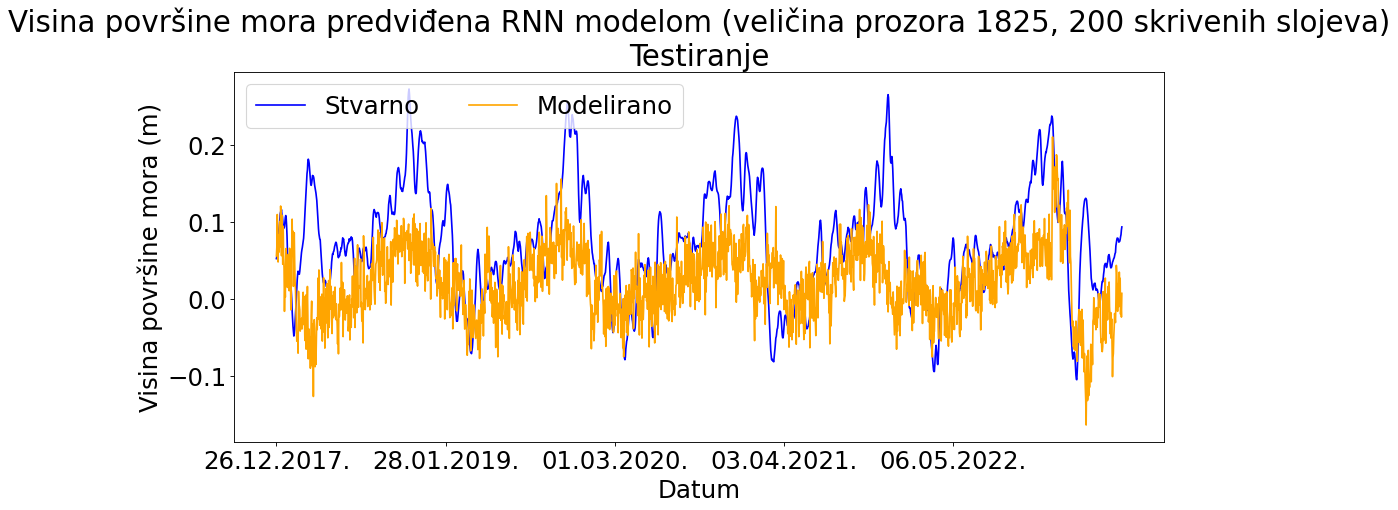 Visina površine mora predviđena RNN modelom (veličina prozora 1825, 200 skrivenih slojeva)
Testiranje
Stvarno
Modelirano
Visina površine mora (m)
0.2
0.1
0.0
−0.1
26.12.2017.
28.01.2019.
01.03.2020.
03.04.2021.
06.05.2022.
Datum